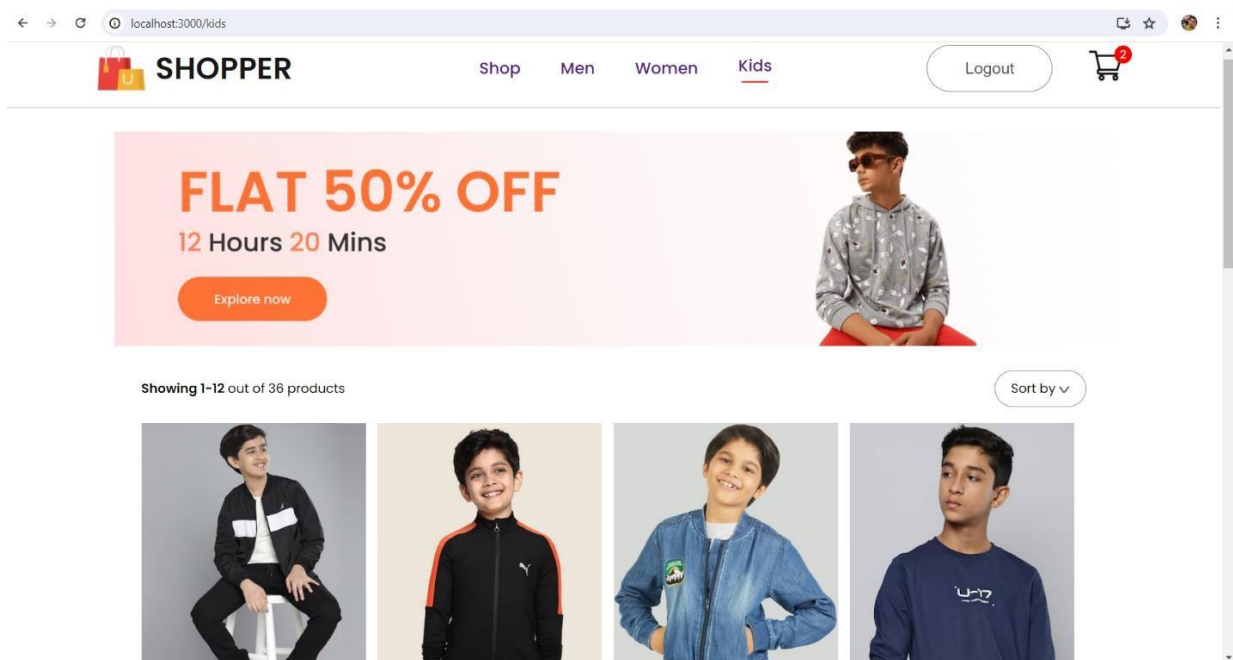 localhost:3000/kids
U
SHOPPER
Shop
Men
Women
Kids
Logout
2
FLAT 50% OFF
12 Hours 20 Mins
Explore now
Showing 1-12 out of 36 products
Sort by